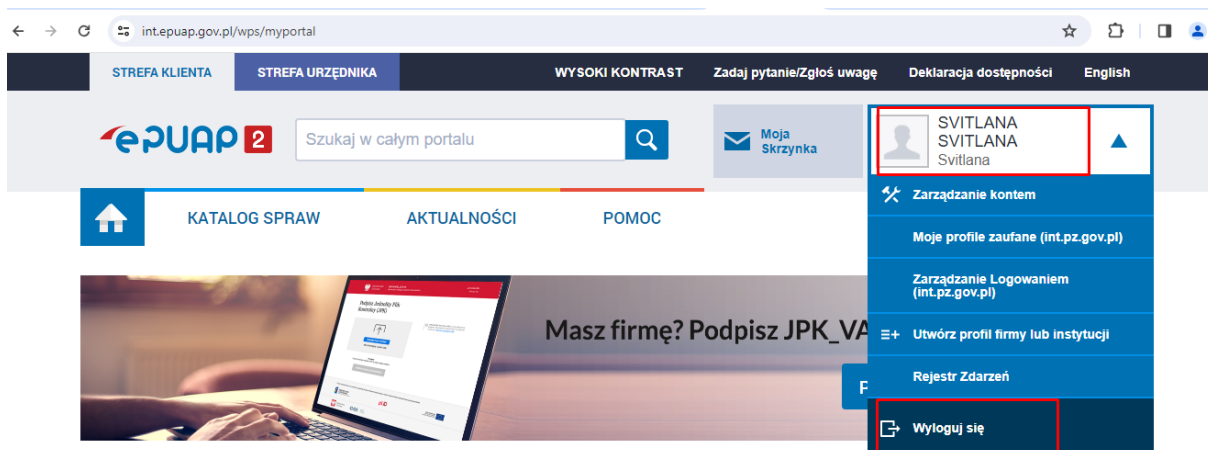 int.epuap.gov.pl/wps/myportal
STREFA KLIENTA
STREFA URZĘDNIKA
WYSOKI KONTRAST
Zadaj pytanie/Zgłoś uwagę
Deklaracja dostępności
English
ePUAP 2
Szukaj w całym portalu
Moja
Skrzynka
SVITLANA
SVITLANA
Svitlana
Zarządzanie kontem
Moje profile zaufane (int.pz.gov.pl)
Zarządzanie Logowaniem
(int.pz.gov.pl)
Utwórz profil firmy lub instytucji
Rejestr Zdarzeń
Wyloguj się
KATALOG SPRAW
AKTUALNOŚCI
POMOC
Masz firmę? Podpisz JPK_VA
P